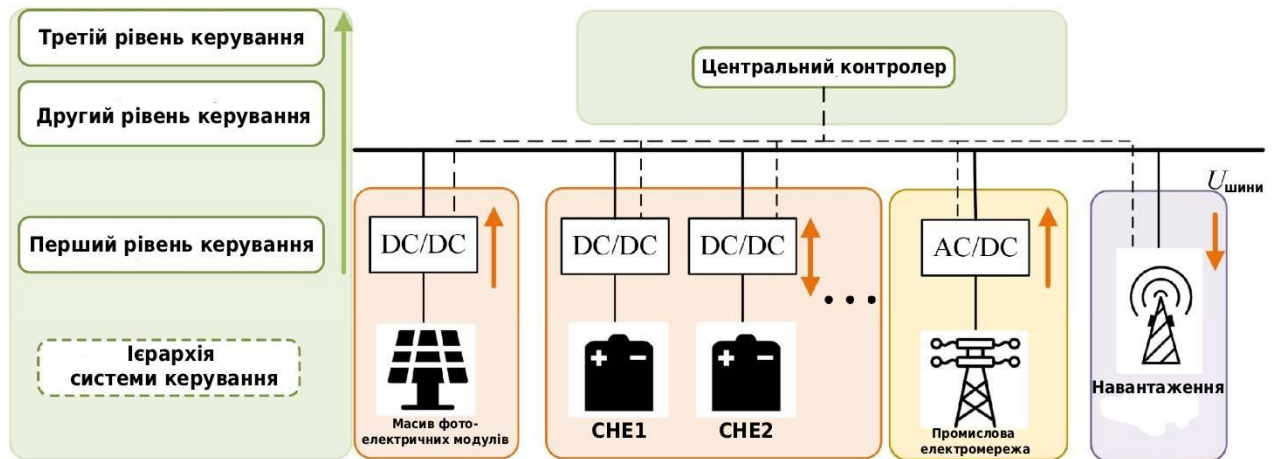 Третій рівень керування
Другий рівень керування
Перший рівень керування
Ієрархія
системи керування
Центральний контролер
Uшини
DC/DC
DC/DC
DC/DC
AC/DC
Масив фото-
електричних модулів
СНЕ1
СНЕ2
Промислова
електромережа
Навантаження